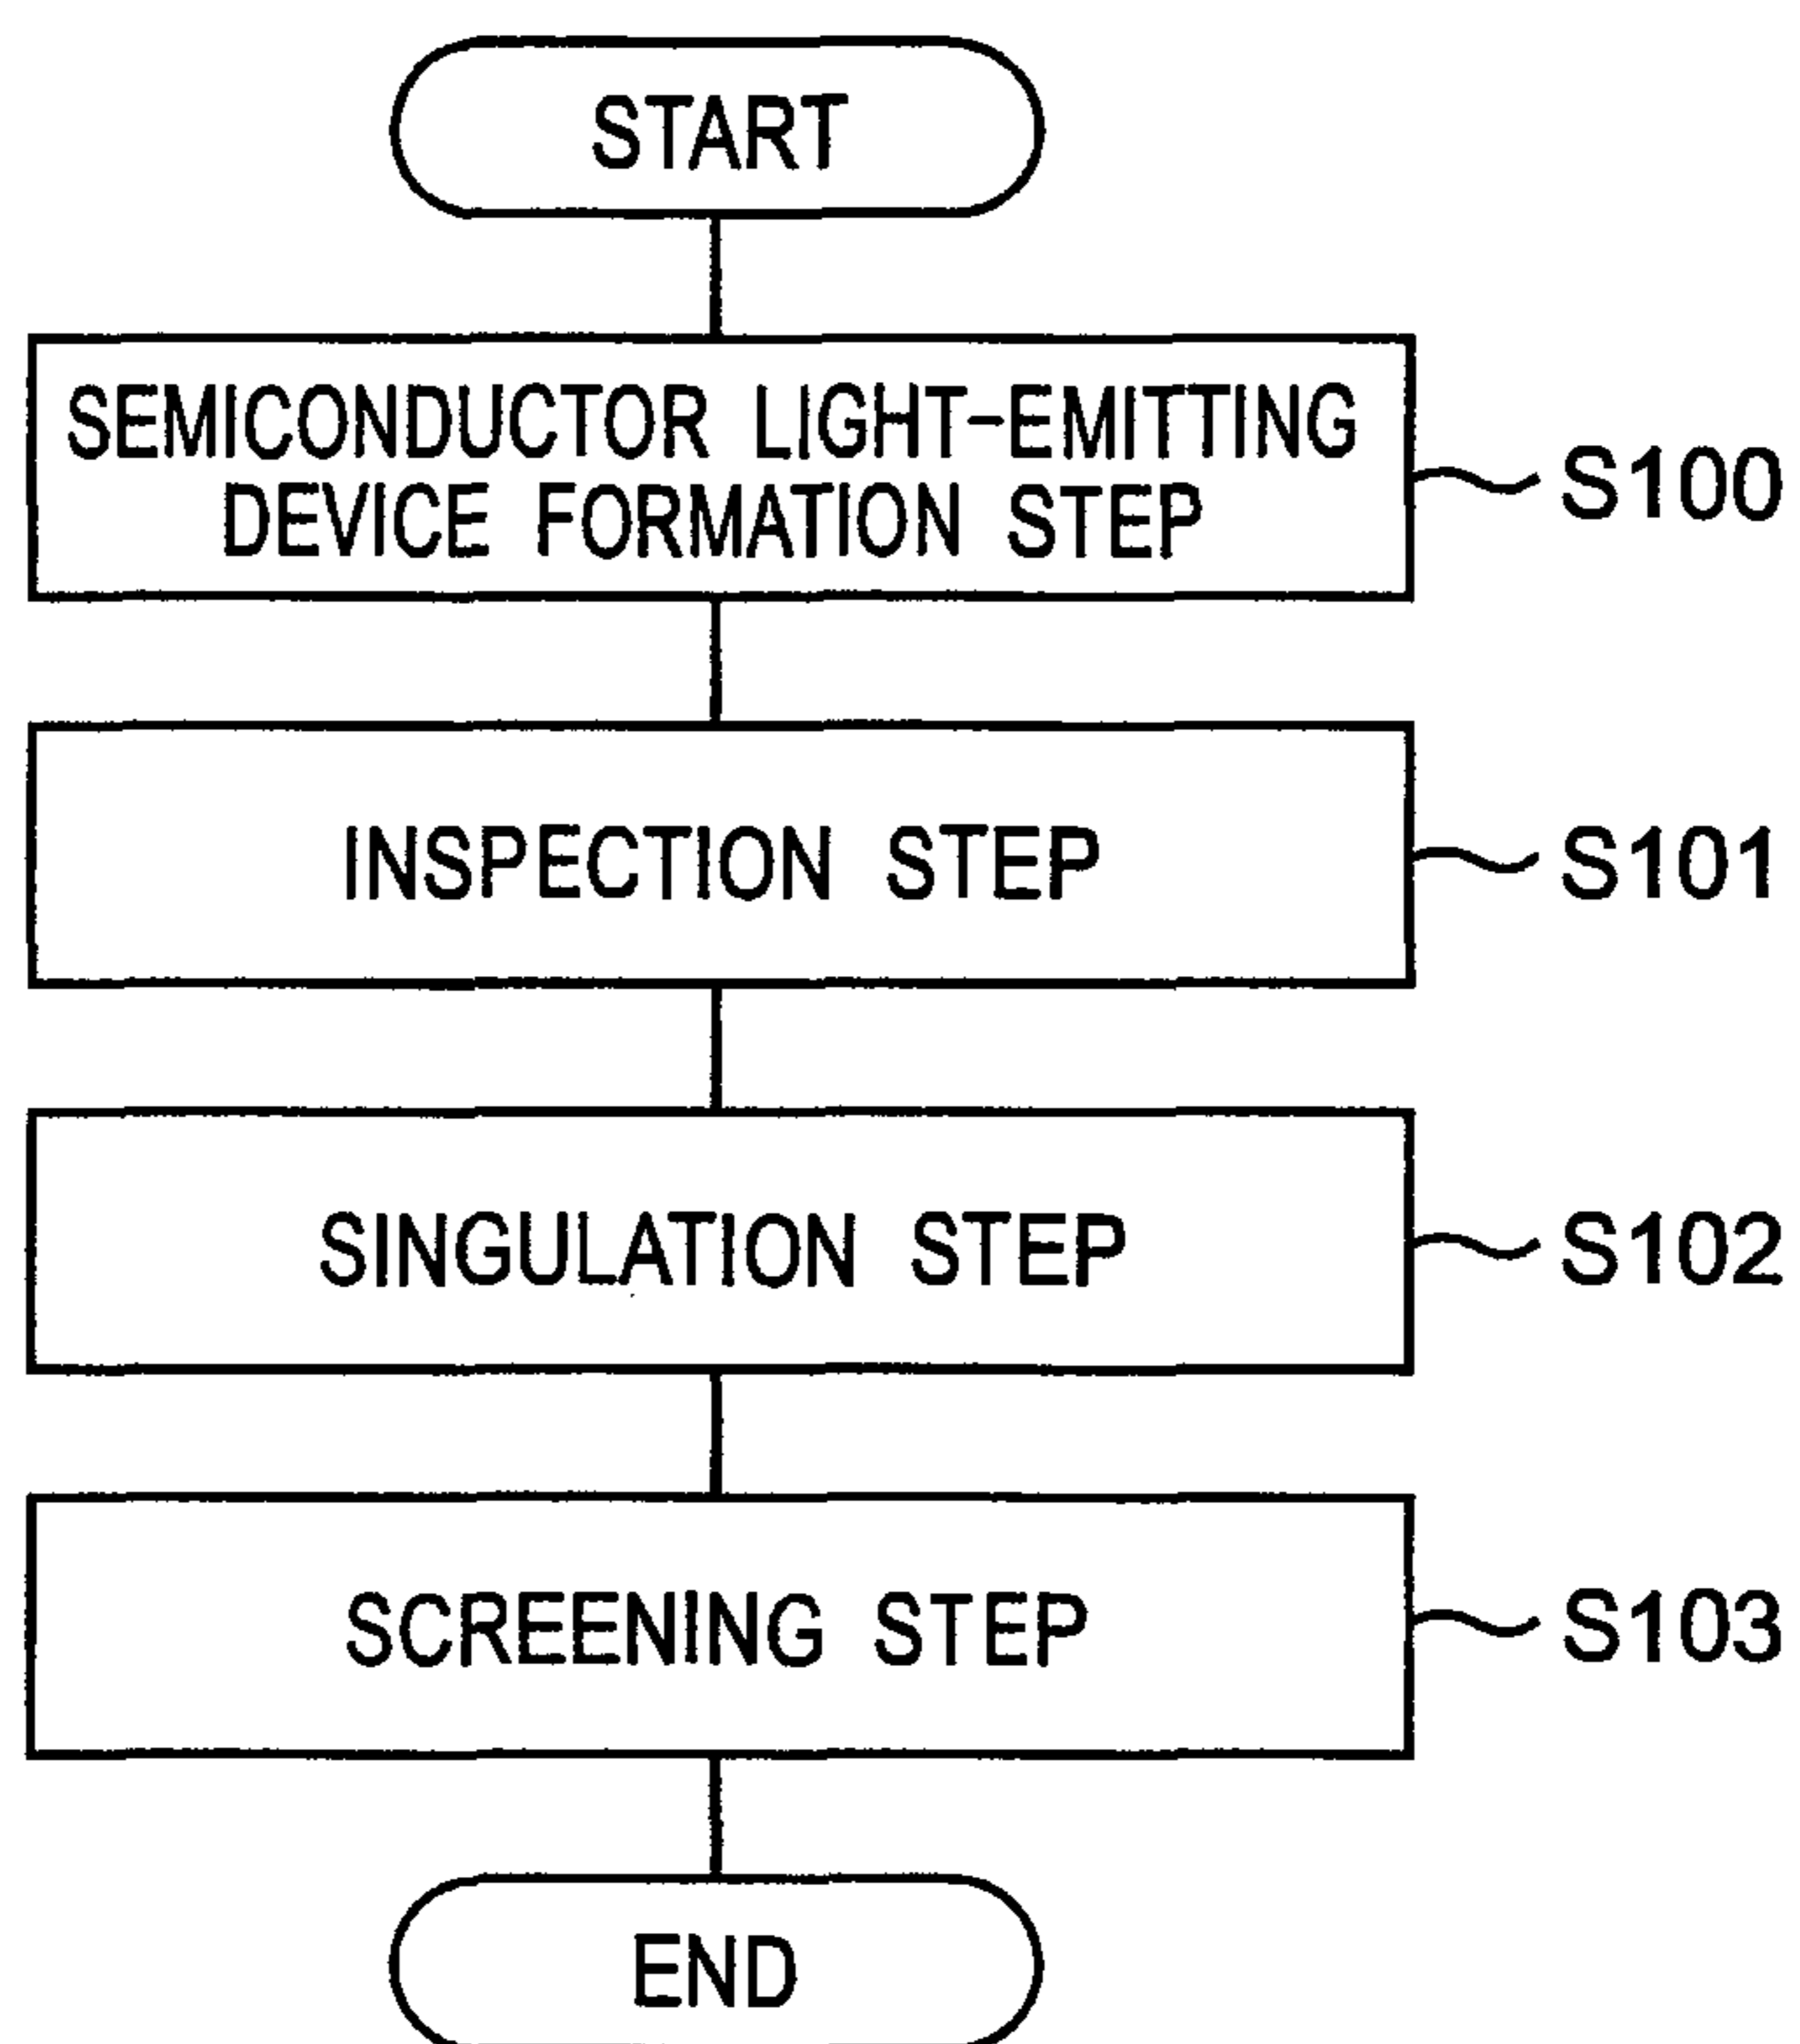 START
SEMICONDUCTOR LIGHT-EMITTING
DEVICE FORMATION STEP
S100
INSPECTION STEP
S101
SINGULATION STEP
S102
SCREENING STEP
S103
END